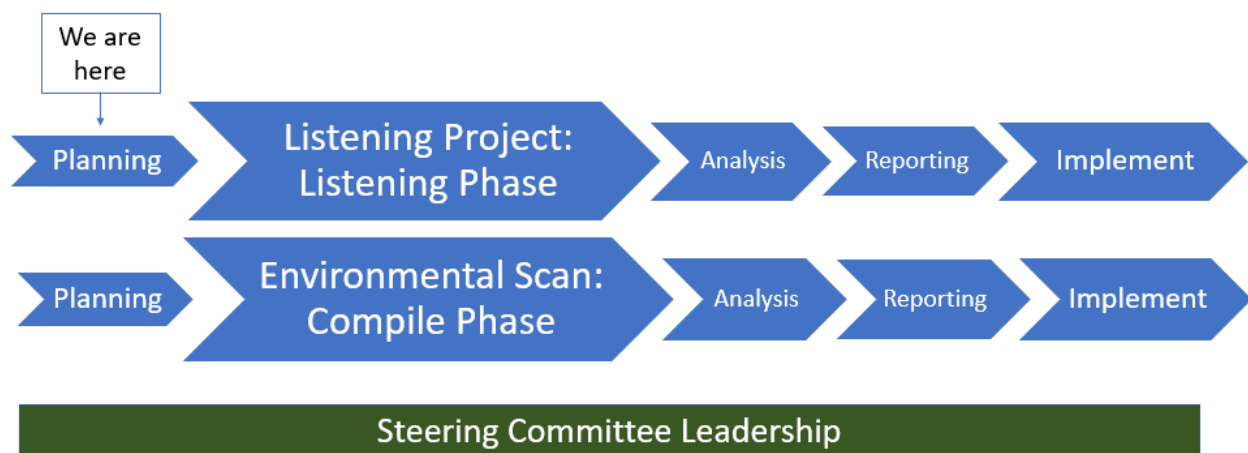 We are
here
Planning
Listening Project:
Listening Phase
Analysis
Reporting
Implement
Planning
Environmental Scan:
Compile Phase
Analysis
Reporting
Implement
Steering Committee Leadership